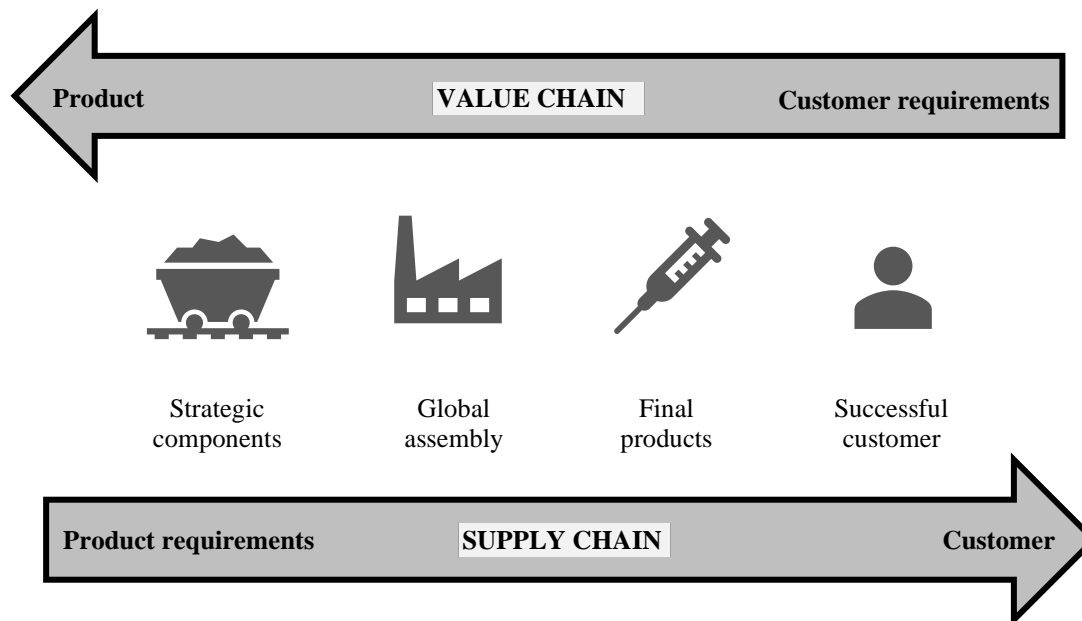 Product VALUE CHAIN Customer requirements
Strategic components
Global assembly
Final products
Successful customer
Product requirements SUPPLY CHAIN Customer